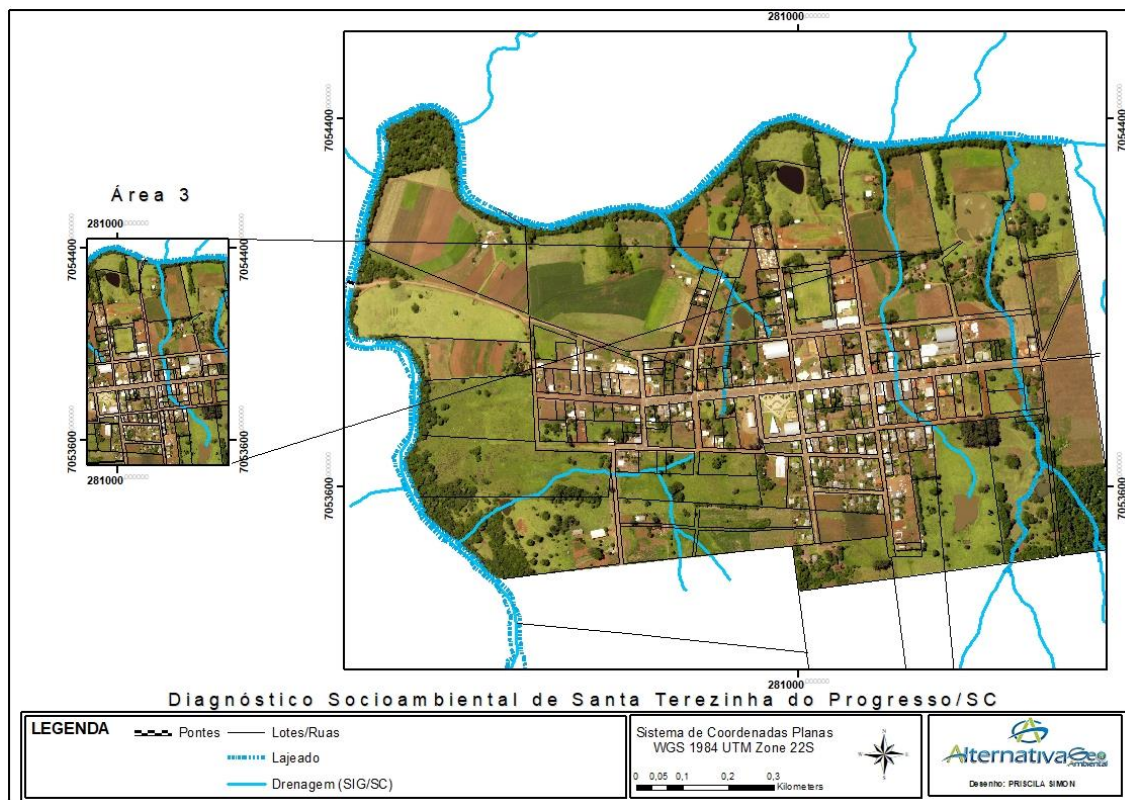 281000
7054400
7054400
Área 3
281000
7054400
7054400
7053600
7053600
281000
7053600
7053600
281000
Diagnóstico Socioambiental de Santa Terezinha do Progresso/SC
LEGENDA
Pontes
Lotes/Ruas
Lajeado
Drenagem (SIG/SC)
Sistema de Coordenadas Planas
WGS 1984 UTM Zone 22S
N
0 0,05 0,1 0,2 0,3
Kilometers
Alternativa Geo
Ambiental
Desenho: PRISCILA SIMON